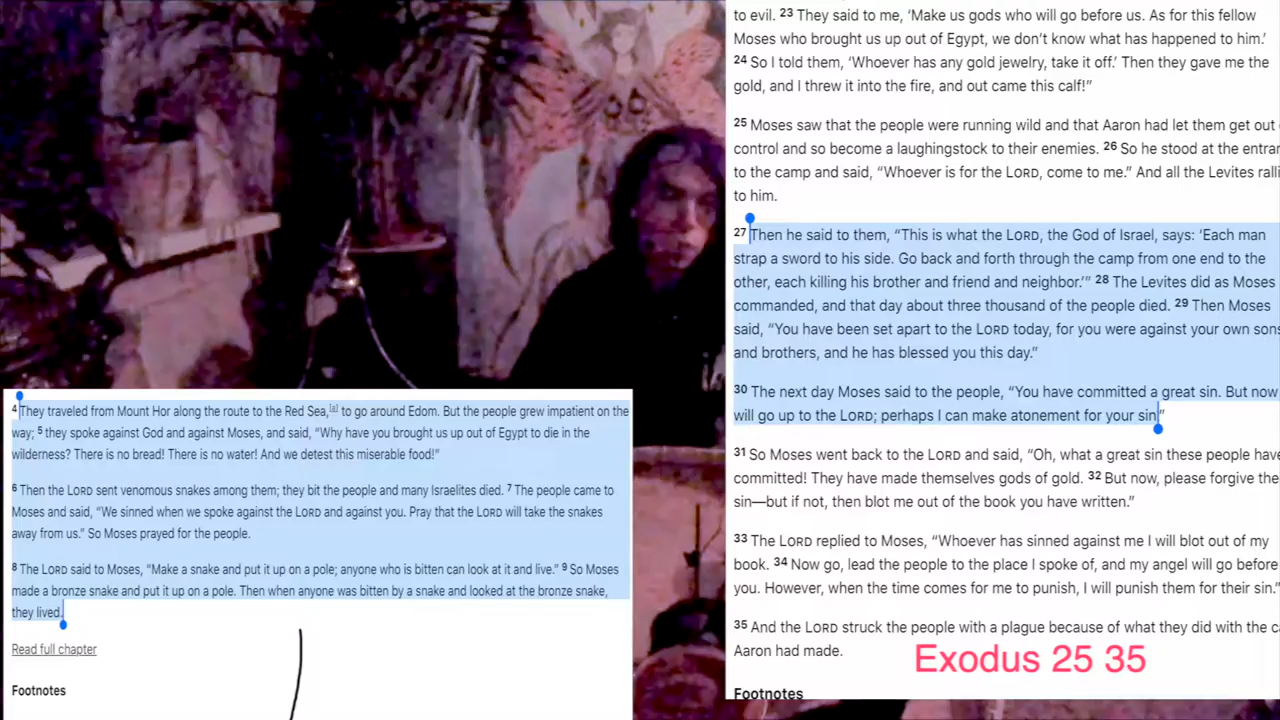 to evil. 23 They said to me, ‘Make us gods who will go before us. As for this fellow
Moses who brought us up out of Egypt, we don’t know what has happened to him.’
24 So I told them, ‘Whoever has any gold jewelry, take it off.’ Then they gave me the
gold, and I threw it into the fire, and out came this calf!”
25 Moses saw that the people were running wild and that Aaron had let them get out
control and so become a laughingstock to their enemies. 26 So he stood at the entran
to the camp and said, “Whoever is for the LORD, come to me.” And all the Levites ralli
to him.
27 Then he said to them, “This is what the LORD, the God of Israel, says: ‘Each man
strap a sword to his side. Go back and forth through the camp from one end to the
other, each killing his brother and friend and neighbor.’” 28 The Levites did as Moses
commanded, and that day about three thousand of the people died. 29 Then Moses
said, “You have been set apart to the LORD today, for you were against your own sons
and brothers, and he has blessed you this day.”
30 The next day Moses said to the people, “You have committed a great sin. But now
will go up to the LORD; perhaps I can make atonement for your sin.”
31 So Moses went back to the LORD and said, “Oh, what a great sin these people have
committed! They have made themselves gods of gold. 32 But now, please forgive the
sin—but if not, then blot me out of the book you have written.”
33 The LORD replied to Moses, “Whoever has sinned against me I will blot out of my
book. 34 Now go, lead the people to the place I spoke of, and my angel will go before
you. However, when the time comes for me to punish, I will punish them for their sin.”
35 And the LORD struck the people with a plague because of what they did with the c
Aaron had made.
Exodus 25 35
Footnotes
4 They traveled from Mount Hor along the route to the Red Sea,[a] to go around Edom. But the people grew impatient on the
way; 5 they spoke against God and against Moses, and said, “Why have you brought us up out of Egypt to die in the
wilderness? There is no bread! There is no water! And we detest this miserable food!”
6 Then the LORD sent venomous snakes among them; they bit the people and many Israelites died. 7 The people came to
Moses and said, “We sinned when we spoke against the LORD and against you. Pray that the LORD will take the snakes
away from us.” So Moses prayed for the people.
8 The LORD said to Moses, “Make a snake and put it up on a pole; anyone who is bitten can look at it and live.” 9 So Moses
made a bronze snake and put it up on a pole. Then when anyone was bitten by a snake and looked at the bronze snake,
they lived.
Read full chapter
Footnotes